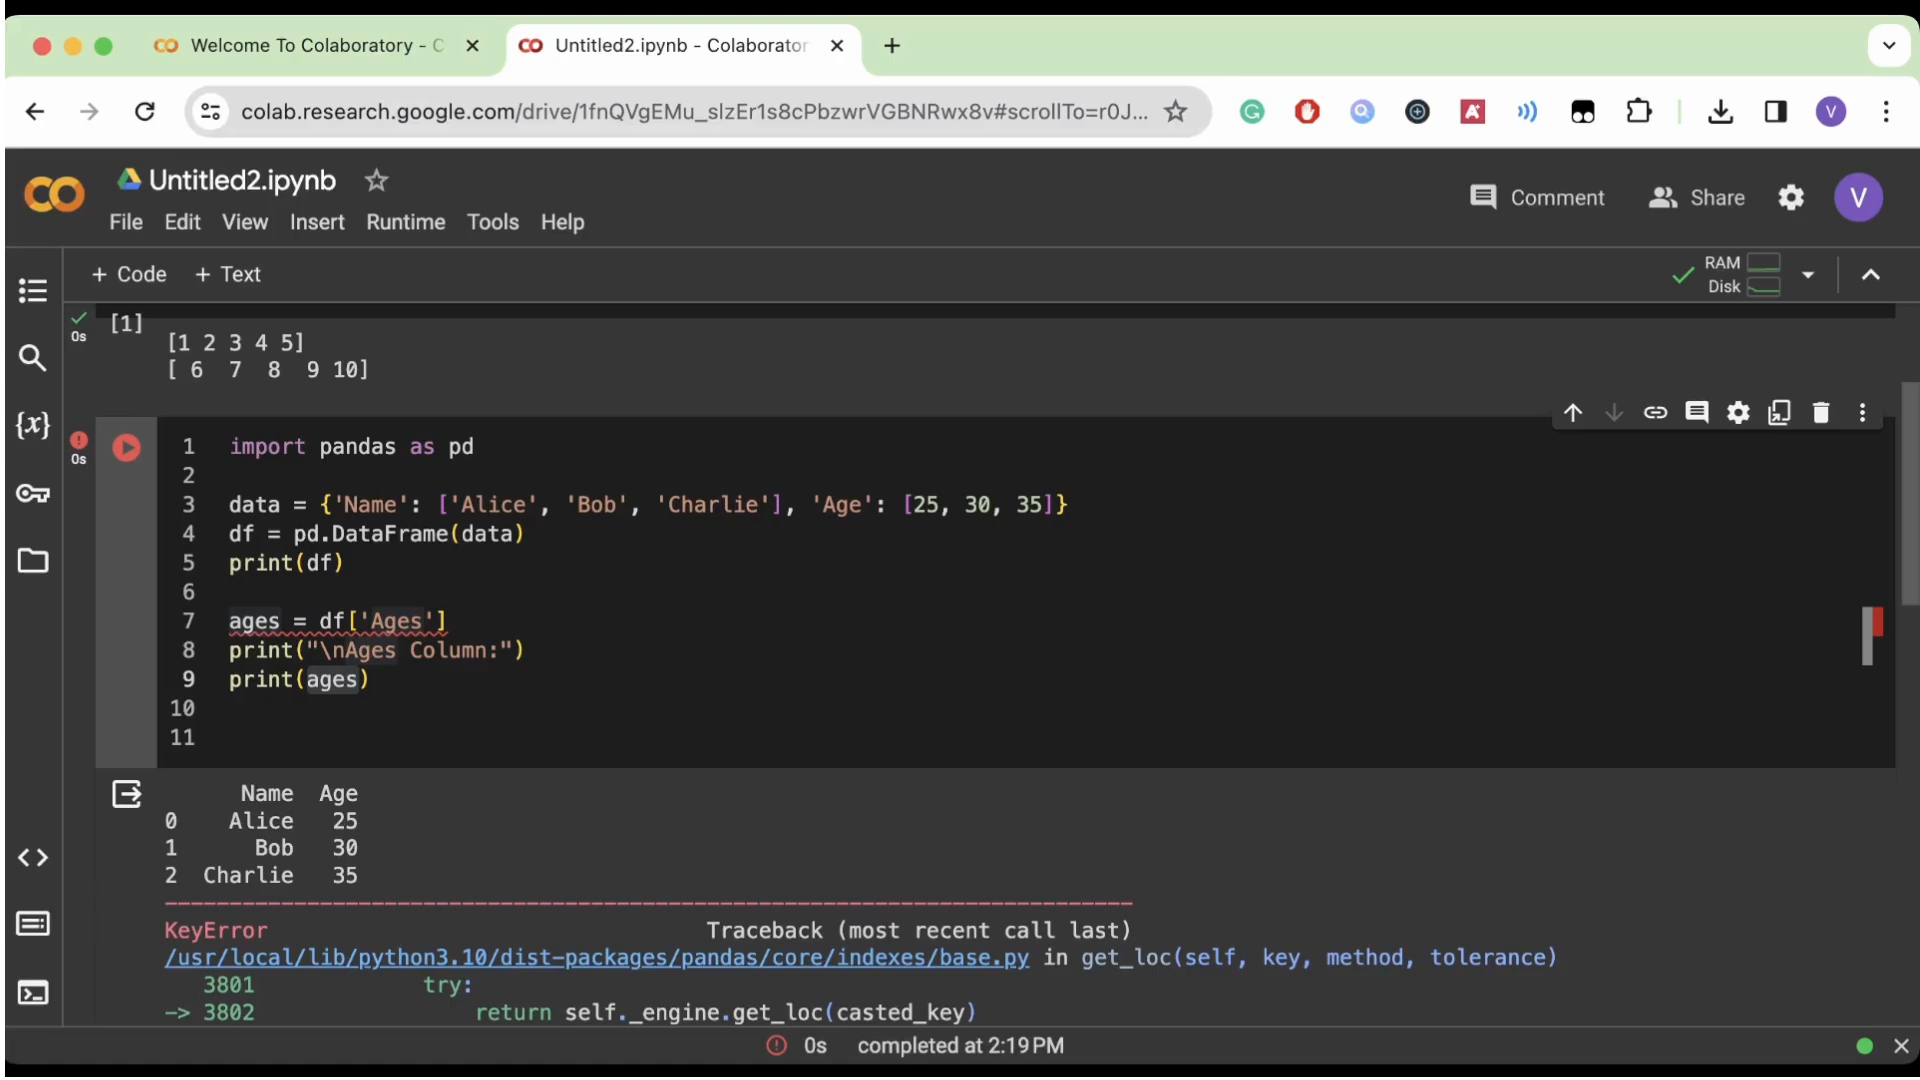 Welcome To Colaboratory - C
Untitled2.ipynb - Colaborator
colab.research.google.com/drive/1fnQVgEMu_slzEr1s8cPbzwrVGBNRwx8v#scrollTo=r0J...
V
Untitled2.ipynb
Comment
Share
V
File Edit View Insert Runtime Tools Help
+ Code + Text
RAM
Disk
0s
[1]
[1 2 3 4 5]
[ 6  7  8  9 10]
{x}
0s
1 import pandas as pd
2
3 data = {'Name': ['Alice', 'Bob', 'Charlie'], 'Age': [25, 30, 35]}
4 df = pd.DataFrame(data)
5 print(df)
6
7 ages = df['Ages']
8 print("\nAges Column:")
9 print(ages)
10
11
Name Age
0 Alice 25
1 Bob 30
2 Charlie 35
KeyError Traceback (most recent call last)
/usr/local/lib/python3.10/dist-packages/pandas/core/indexes/base.py in get_loc(self, key, method, tolerance)
3801 try:
-> 3802 return self._engine.get_loc(casted_key)
0s completed at 2:19 PM